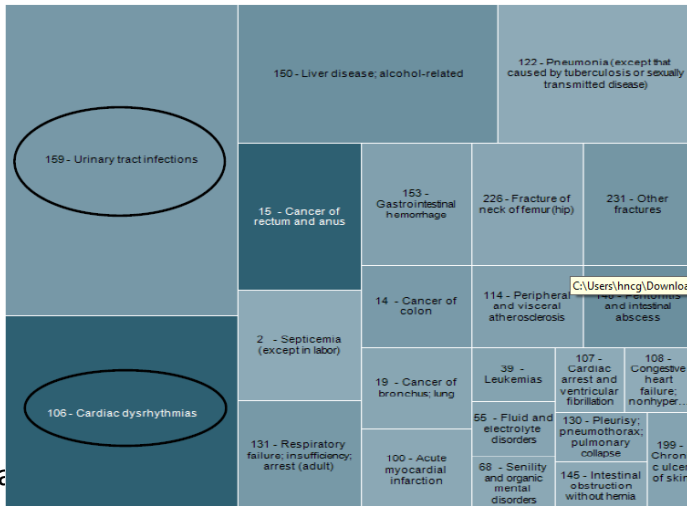 159 - Urinary tract infections
150 - Liver disease; alcohol-related
122 - Pneumonia (except that
caused by tuberculosis or sexually
transmitted disease)
15 - Cancer of
rectum and anus
153 -
Gastrointestinal
hemorrhage
226 - Fracture of
neck of femur (hip)
231 - Other
fractures
14 - Cancer of
colon
114 - Peripheral
and visceral
atherosclerosis
C:\Users\hncg\Downloa
and intestinal
abscess
2 - Septicemia
(except in labor)
106 - Cardiac dysrhythmias
19 - Cancer of
bronchus; lung
39 -
Leukemias
107 -
Cardiac
arrest and
ventricular
fibrillation
108 -
Congestive
heart
failure;
nonhyper...
131 - Respiratory
failure; insufficiency;
arrest (adult)
100 - Acute
myocardial
infarction
55 - Fluid and
electrolyte
disorders
130 - Pleurisy;
pneumothorax;
pulmonary
collapse
68 - Senility
and organic
mental
disorders
145 - Intestinal
obstruction
without hernia
199 -
Chron
c ulcer
of skin